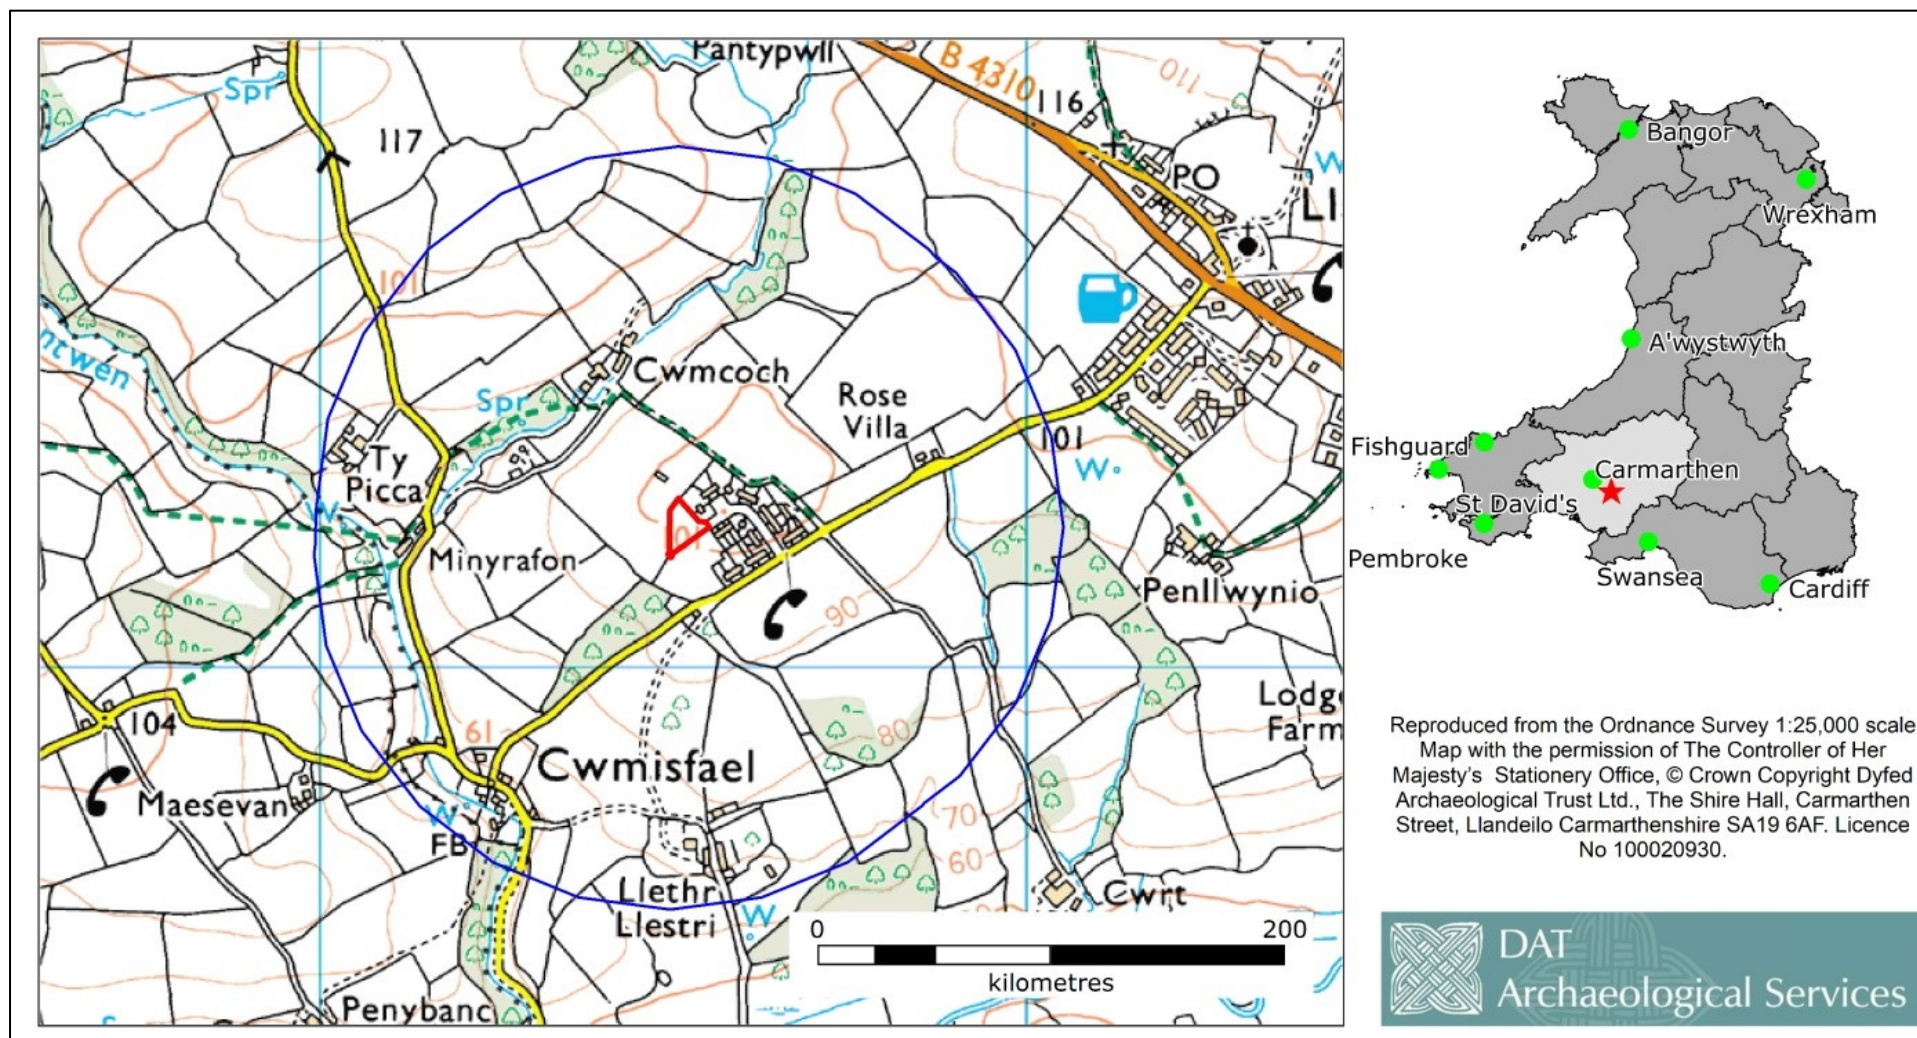 Pantypwll
B 4310
110
116
Spr
117
PO
W
Ll
101
ntwen
Cwmcoch
Spr
Rose
Villa
101
W
Ty
Picca
W
Minyrafon
Penllwynio
90
104
61
80
Lodge
Farm
Cwmisfael
Maesevan
W
FB
70
60
Llethr
Llestri
W
Cwrt
Penybanc
0 200
kilometres
Bangor
Wrexham
A'wystwyth
Fishguard
Carmarthen
St David's
Pembroke
Swansea
Cardiff
Reproduced from the Ordnance Survey 1:25,000 scale
Map with the permission of The Controller of Her
Majesty's Stationery Office, © Crown Copyright Dyfed
Archaeological Trust Ltd., The Shire Hall, Carmarthen
Street, Llandeilo Carmarthenshire SA19 6AF. Licence
No 100020930.
DAT
Archaeological Services